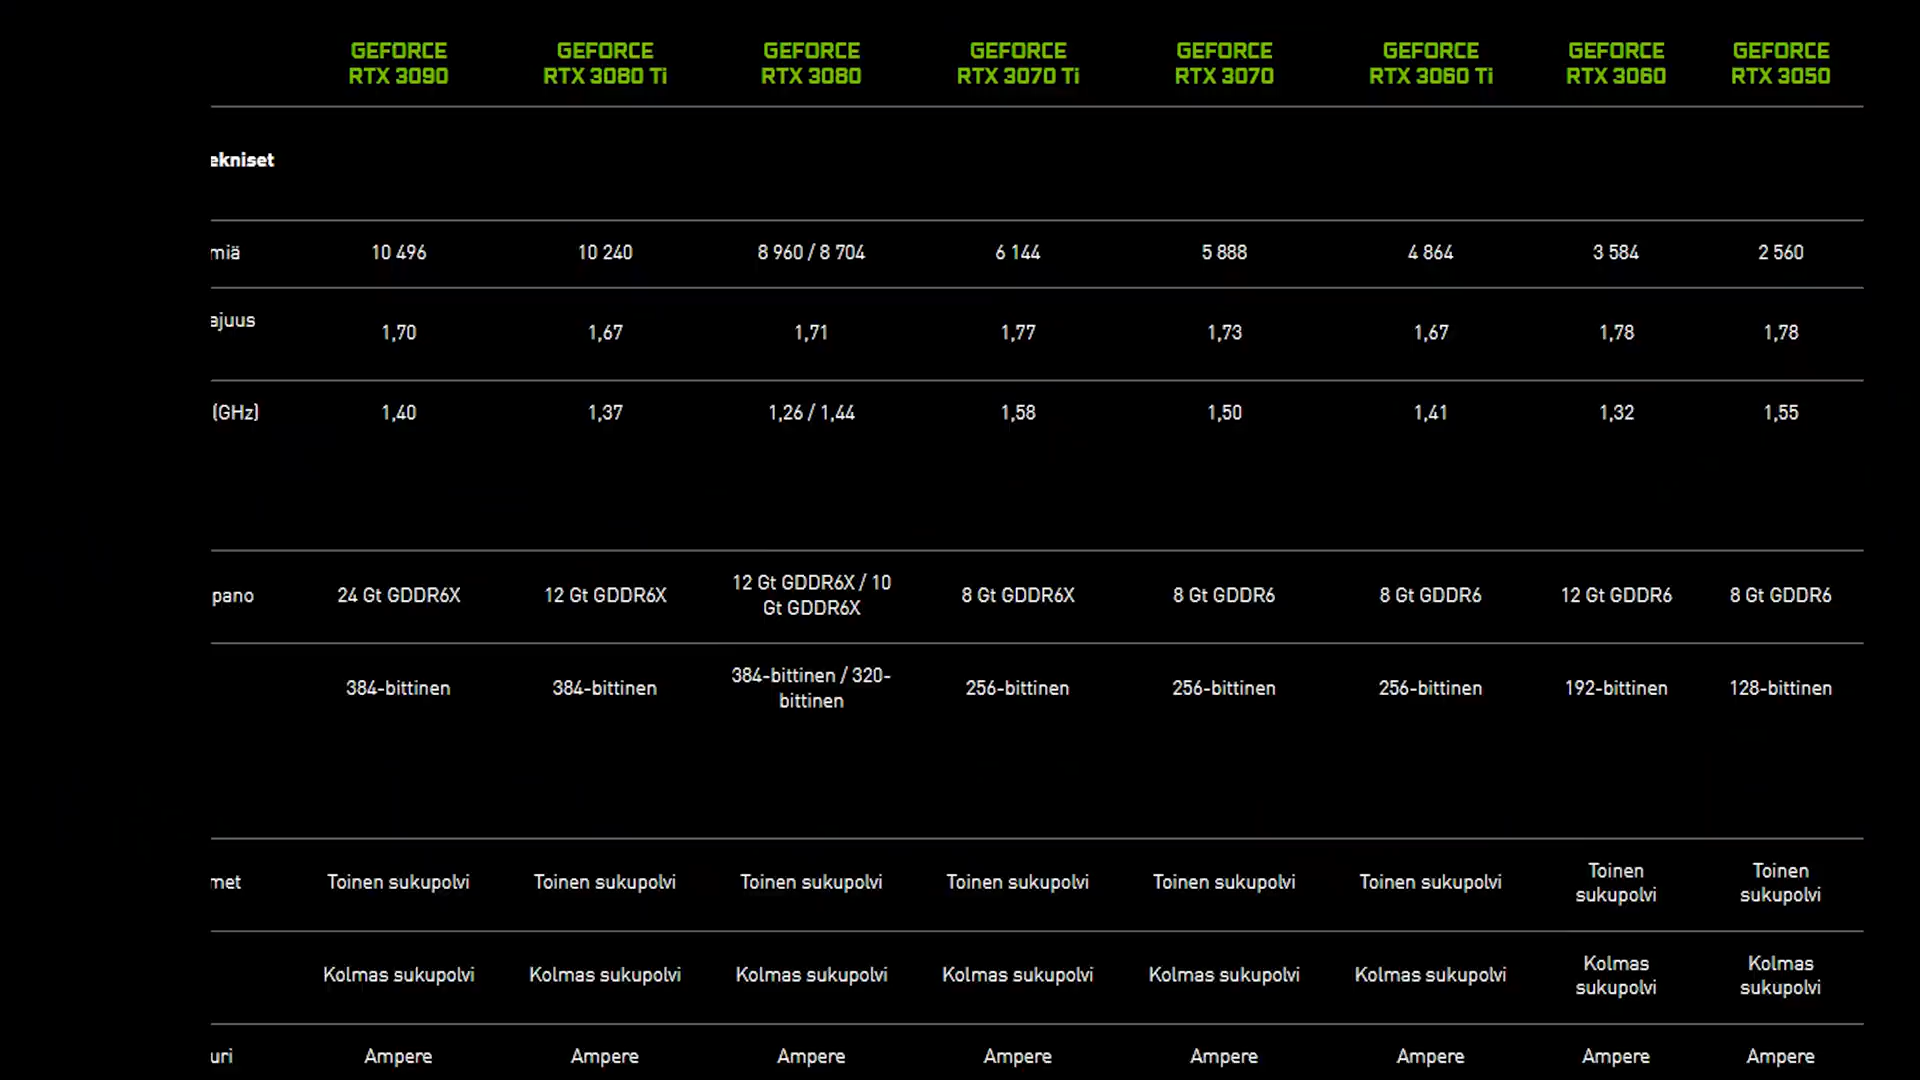 GEFORCE RTX 3090 GEFORCE RTX 3080 Ti GEFORCE RTX 3080 GEFORCE RTX 3070 Ti GEFORCE RTX 3070 GEFORCE RTX 3060 Ti GEFORCE RTX 3060 GEFORCE RTX 3050
ekniset
miä 10 496 10 240 8 960 / 8 704 6 144 5 888 4 864 3 584 2 560
ajuus 1,70 1,67 1,71 1,77 1,73 1,67 1,78 1,78
(GHz) 1,40 1,37 1,26 / 1,44 1,58 1,50 1,41 1,32 1,55
pano 24 Gt GDDR6X 12 Gt GDDR6X 12 Gt GDDR6X / 10 Gt GDDR6X 8 Gt GDDR6X 8 Gt GDDR6 8 Gt GDDR6 12 Gt GDDR6 8 Gt GDDR6
384-bittinen 384-bittinen 384-bittinen / 320-bittinen 256-bittinen 256-bittinen 256-bittinen 192-bittinen 128-bittinen
met Toinen sukupolvi Toinen sukupolvi Toinen sukupolvi Toinen sukupolvi Toinen sukupolvi Toinen sukupolvi Toinen sukupolvi Toinen sukupolvi
Kolmas sukupolvi Kolmas sukupolvi Kolmas sukupolvi Kolmas sukupolvi Kolmas sukupolvi Kolmas sukupolvi Kolmas sukupolvi Kolmas sukupolvi
uri Ampere Ampere Ampere Ampere Ampere Ampere Ampere Ampere